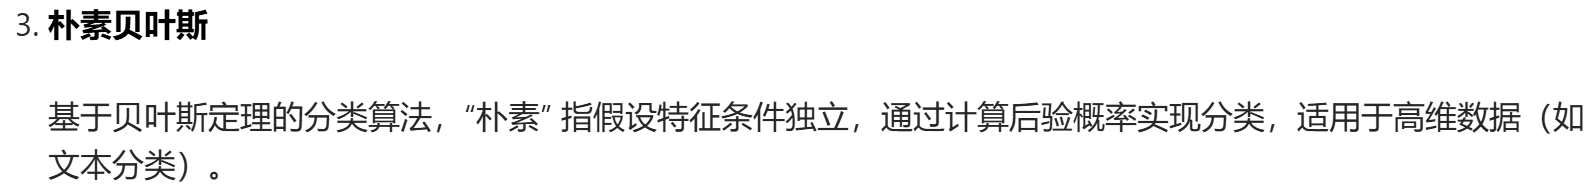 3. 朴素贝叶斯
基于贝叶斯定理的分类算法，“朴素” 指假设特征条件独立，通过计算后验概率实现分类，适用于高维数据（如
文本分类）。